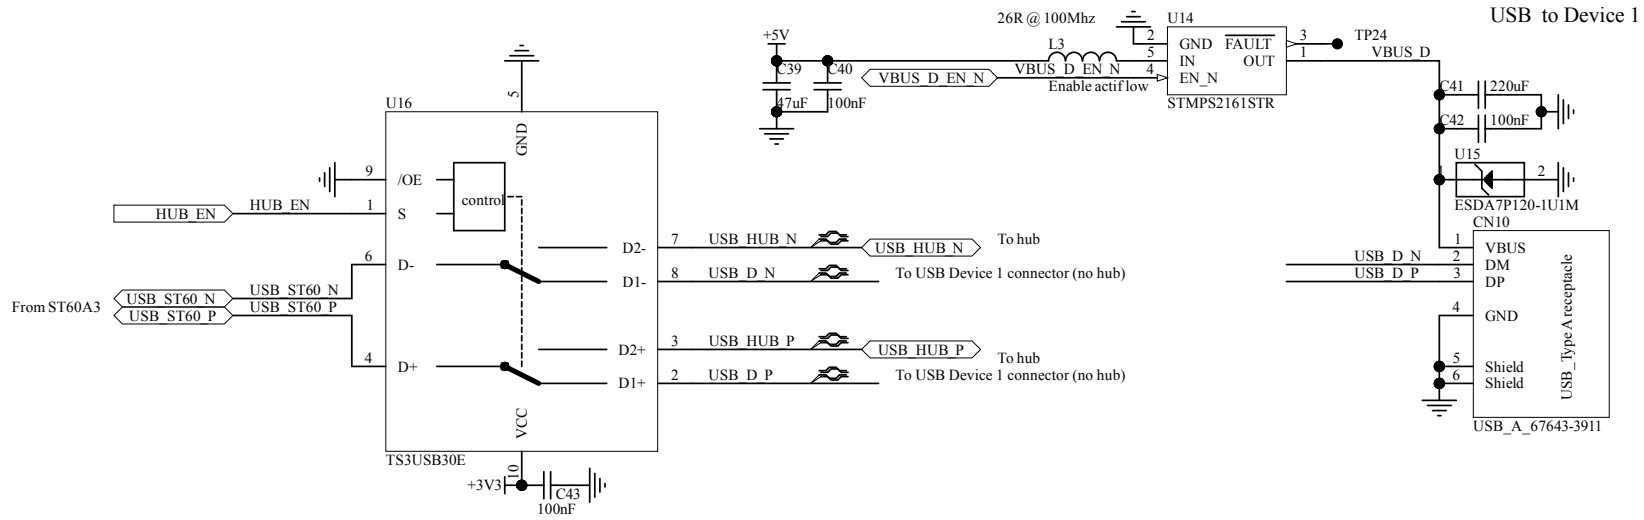 USB to Device 1
26R @ 100Mhz
U14
+5V
L3
2
GND
FAULT
3
TP24
5
IN
OUT
1
VBUS_D
C39
C40
VBUS_D_EN_N
VBUS_D_EN_N
4
EN_N
Enable actif low
47uF
100nF
STMPS2161STR
C41
220uF
C42
100nF
U15
1
2
ESDA7P120-1U1M
CN10
U16
5
GND
9
/OE
control
HUB_EN
HUB_EN
1
S
D2-
7
USB_HUB_N
USB_HUB_N
To hub
6
D-
D1-
8
USB_D_N
To USB Device 1 connector (no hub)
From ST60A3
USB_ST60_N
USB_ST60_N
USB_ST60_P
USB_ST60_P
D2+
3
USB_HUB_P
USB_HUB_P
To hub
4
D+
D1+
2
USB_D_P
To USB Device 1 connector (no hub)
VCC
TS3USB30E
10
+3V3
C43
100nF
1
VBUS
USB_D_N
2
DM
USB_D_P
3
DP
4
GND
5
Shield
6
Shield
USB_Type A receptacle
USB_A_67643-3911